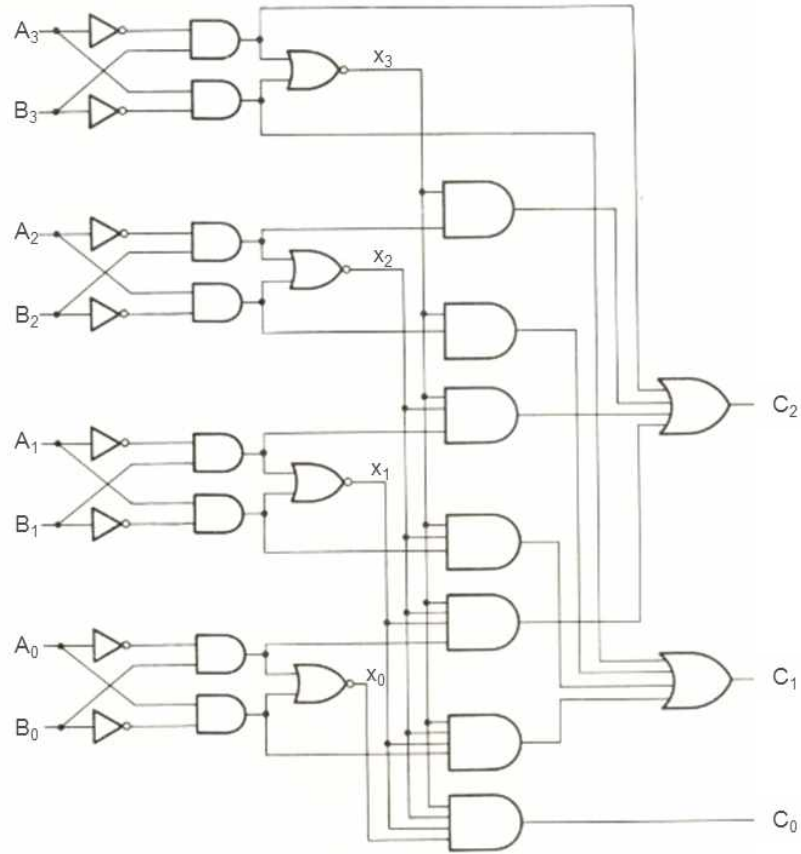 A₃
x₃
B₃
A₂
x₂
B₂
C₂
A₁
x₁
B₁
A₀
x₀
C₁
B₀
C₀